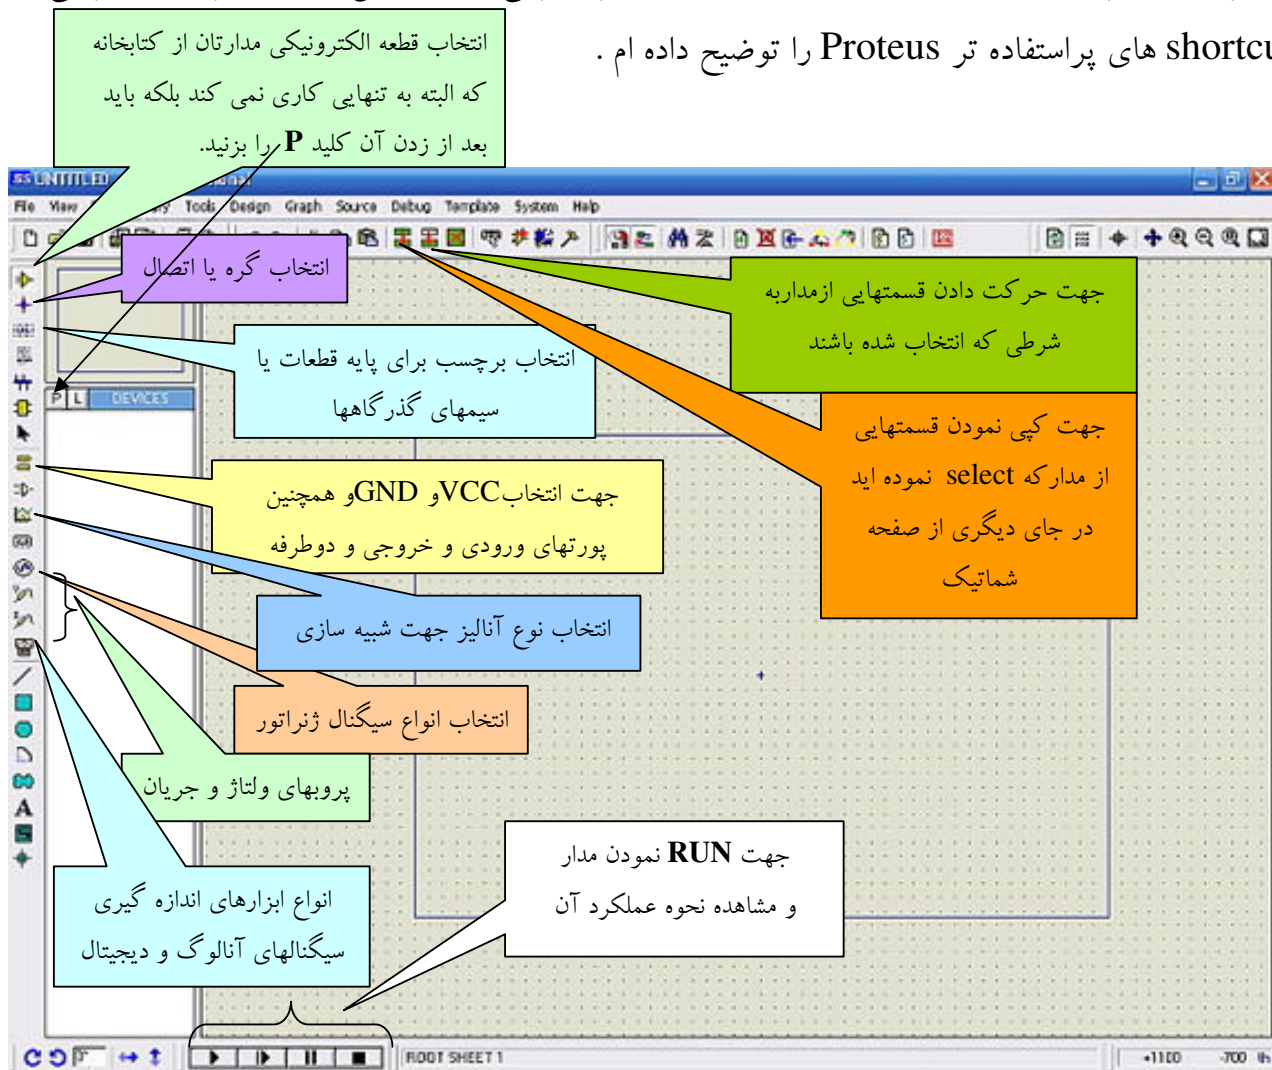 shortcu های پراستفاده تر Proteus را توضیح داده ام .
انتخاب قطعه الکترونیکی مدارتان از کتابخانه
که البته به تنهایی کاری نمی کند بلکه باید
بعد از زدن آن کلید P را بزنید.
UNTITLED
File View Tools Design Graph Source Debug Template System Help
انتخاب گره یا اتصال
جهت حرکت دادن قسمتهایی ازمداربه
شرطی که انتخاب شده باشند
انتخاب برچسب برای پایه قطعات یا
سیمهای گذرگاهها
P L DEVICES
جهت کپی نمودن قسمتهایی
از مدارکه select نموده اید
در جای دیگری از صفحه
شماتیک
جهت انتخابVCCو GNDو همچنین
پورتهای ورودی و خروجی و دوطرفه
انتخاب نوع آنالیز جهت شبیه سازی
انتخاب انواع سیگنال ژنراتور
پروبهای ولتاژ و جریان
جهت RUN نمودن مدار
و مشاهده نحوه عملکرد آن
انواع ابزارهای اندازه گیری
سیگنالهای آنالوگ و دیجیتال
ROOT SHEET 1
+1100 -700 th